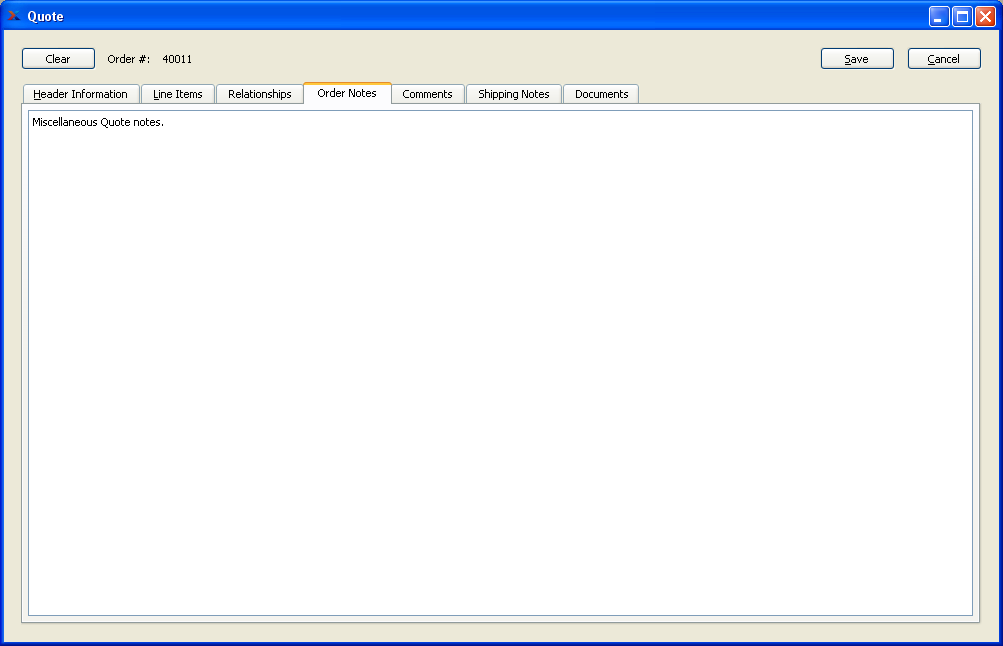 Quote
Clear Order #: 40011 Save Cancel
Header Information Line Items Relationships Order Notes Comments Shipping Notes Documents
Miscellaneous Quote notes.